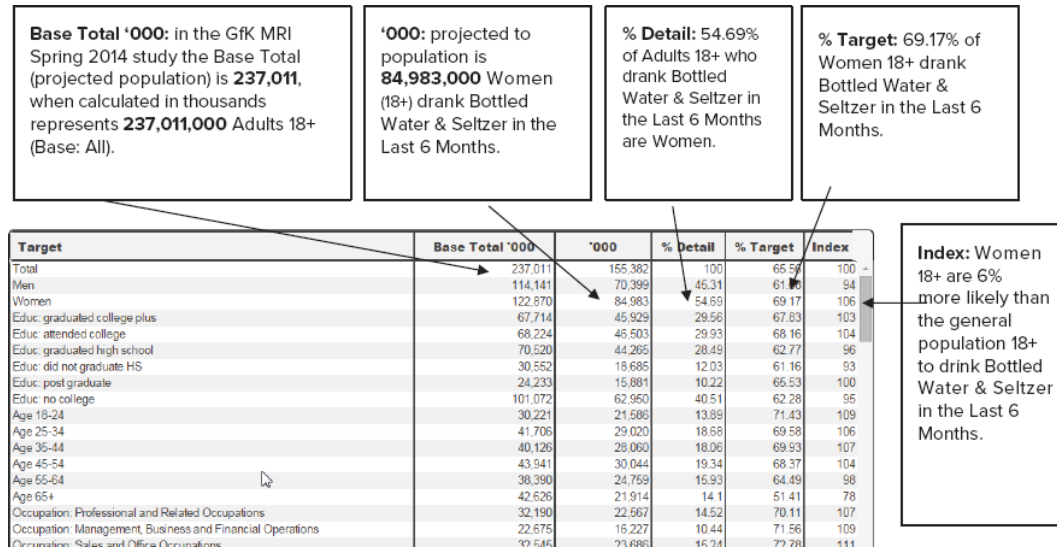 Base Total ‘000: in the GfK MRI
Spring 2014 study the Base Total
(projected population) is 237,011,
when calculated in thousands
represents 237,011,000 Adults 18+
(Base: All).
‘000: projected to
population is
84,983,000 Women
(18+) drank Bottled
Water & Seltzer in the
Last 6 Months.
% Detail: 54.69%
of Adults 18+ who
drank Bottled
Water & Seltzer in
the Last 6 Months
are Women.
% Target: 69.17% of
Women 18+ drank
Bottled Water &
Seltzer in the Last 6
Months.
Index: Women
18+ are 6%
more likely than
the general
population 18+
to drink Bottled
Water & Seltzer
in the Last 6
Months.
Target Base Total '000 '000 % Detail % Target Index
Total 237,011 155,382 100 65.56 100
Men 114,141 70,399 45.31 94
Women 122,870 84,983 54.69 69.17 106
Educ: graduated college plus 67,714 45,929 29.56 67.83 103
Educ: attended college 68,224 46,503 29.93 68.16 104
Educ: graduated high school 70,520 44,265 28.49 62.77 96
Educ: did not graduate HS 30,552 18,685 12.03 61.16 93
Educ: post graduate 24,233 15,881 10.22 65.53 100
Educ: no college 101,072 62,950 40.51 62.28 95
Age 18-24 30,221 21,586 13.89 71.43 109
Age 25-34 41,706 29,020 18.68 69.58 106
Age 35-44 40,126 28,060 18.06 69.93 107
Age 45-54 43,941 30,044 19.34 68.37 104
Age 55-64 38,390 24,759 15.93 64.49 98
Age 65+ 42,626 21,914 14.1 51.41 78
Occupation: Professional and Related Occupations 32,190 22,567 14.52 70.11 107
Occupation: Management, Business and Financial Operations 22,675 16,227 10.44 71.56 109
Occupation: Sales and Office Occupations 32,545 23,686 15.24 72.78 111